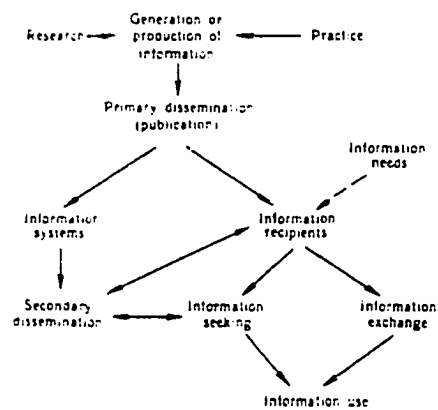 Generation or
Research
production of
Practice
information
Primary dissemination
(publication)
Information
needs
Information
systems
Information
recipients
Secondary
dissemination
Information
seeking
Information
exchange
Information use